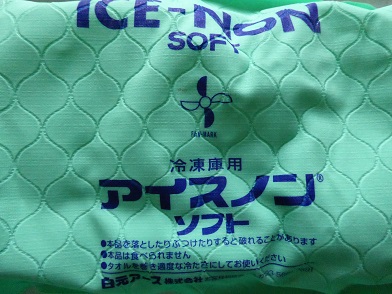 ICE-NON
SOFT
FAN MARK
冷凍庫用
アイスノン®
ソフト
●本品を落としたりぶつけたりすると破れることがあります
●本品は食べられません
●タオルを巻き適度な冷たさにしてお使いください
白元アース株式会社